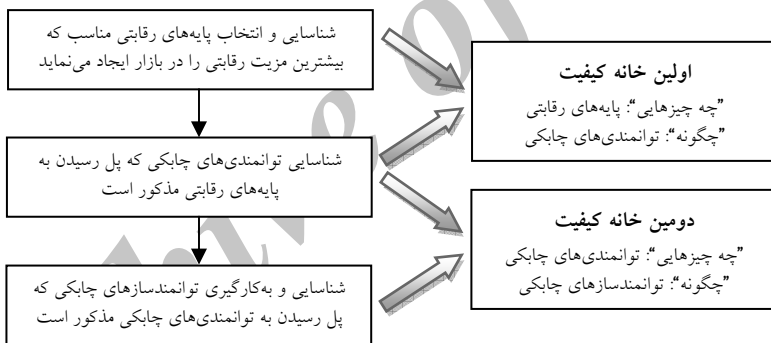 شناسایی و انتخاب پایه‌های رقابتی مناسب که
بیشترین مزیت رقابتی را در بازار ایجاد می‌نماید
شناسایی توانمندی‌های چابکی که پل رسیدن به
پایه‌های رقابتی مذکور است
شناسایی و به‌کارگیری توانمندسازهای چابکی که
پل رسیدن به توانمندی‌های چابکی مذکور است
اولین خانه کیفیت
"چه چیزهایی": پایه‌های رقابتی
"چگونه": توانمندی‌های چابکی
دومین خانه کیفیت
"چه چیزهایی": توانمندی‌های چابکی
"چگونه": توانمندسازهای چابکی